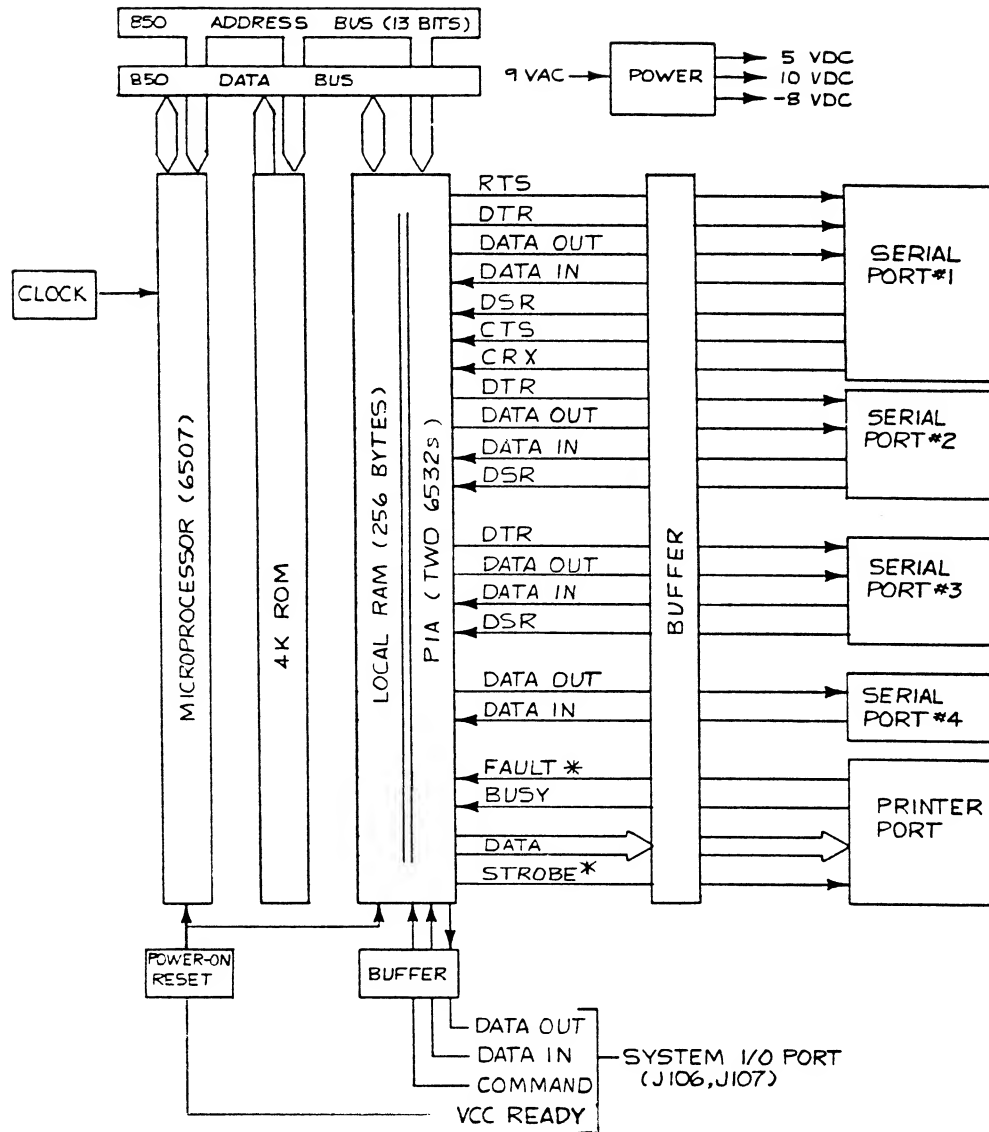 850 ADDRESS BUS (13 BITS)
850 DATA BUS
9 VAC
POWER
5 VDC
10 VDC
-8 VDC
CLOCK
MICROPROCESSOR (6507)
4K ROM
LOCAL RAM (256 BYTES)
PIA (TWO 6532s)
RTS
DTR
DATA OUT
DATA IN
DSR
CTS
CRX
DTR
DATA OUT
DATA IN
DSR
DTR
DATA OUT
DATA IN
DSR
DATA OUT
DATA IN
FAULT *
BUSY
DATA
STROBE*
BUFFER
SERIAL
PORT#1
SERIAL
PORT#2
SERIAL
PORT#3
SERIAL
PORT#4
PRINTER
PORT
POWER-ON
RESET
BUFFER
DATA OUT
DATA IN
COMMAND
VCC READY
SYSTEM I/O PORT
(J106,J107)